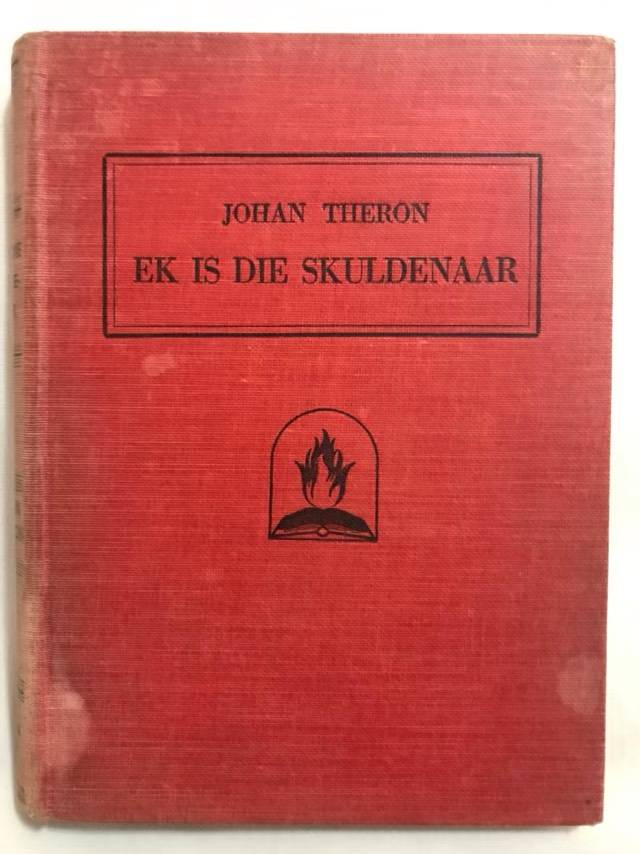 JOHAN THERON
EK IS DIE SKULDENAAR